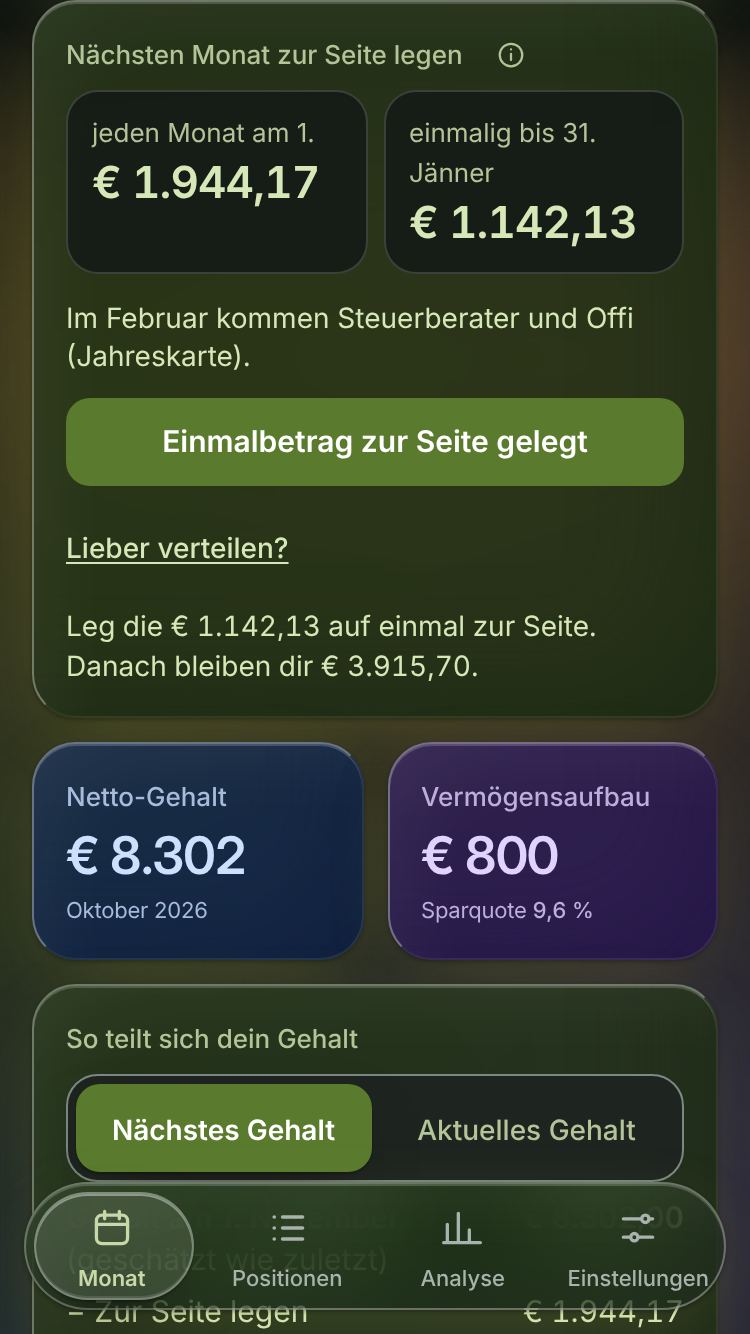 Nächsten Monat zur Seite legen
jeden Monat am 1.
€ 1.944,17
einmalig bis 31.
Jänner
€ 1.142,13
Im Februar kommen Steuerberater und Offi
(Jahreskarte).
Einmalbetrag zur Seite gelegt
Lieber verteilen?
Leg die € 1.142,13 auf einmal zur Seite.
Danach bleiben dir € 3.915,70.
Netto-Gehalt
€ 8.302
Oktober 2026
Vermögensaufbau
€ 800
Sparquote 9,6 %
So teilt sich dein Gehalt
Nächstes Gehalt
Aktuelles Gehalt
(geschätzt wie zuletzt)
Monat
Positionen
Analyse
Einstellungen
– Zur Seite legen
€ 1.944,17